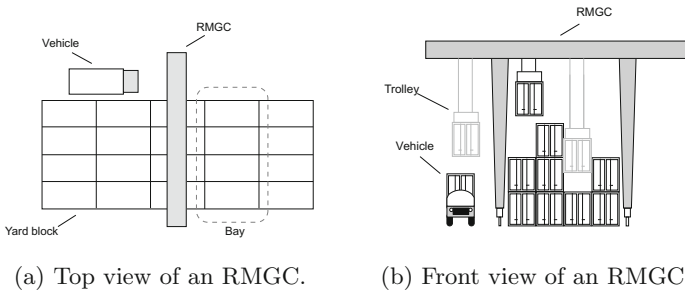 RMGC
Vehicle
Yard block
Bay
(a) Top view of an RMGC.
RMGC
Trolley
Vehicle
(b) Front view of an RMGC